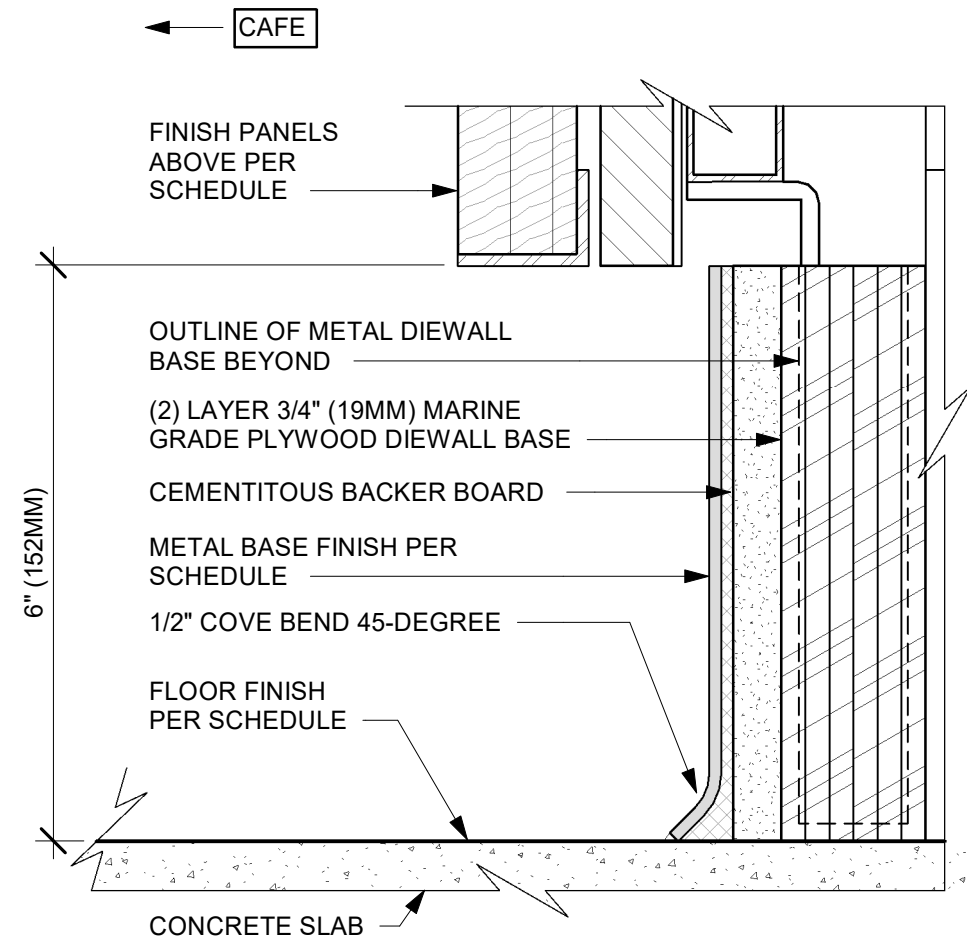 CAFE
FINISH PANELS
ABOVE PER
SCHEDULE
OUTLINE OF METAL DIEWALL
BASE BEYOND
(2) LAYER 3/4" (19MM) MARINE
GRADE PLYWOOD DIEWALL BASE
CEMENTITOUS BACKER BOARD
METAL BASE FINISH PER
SCHEDULE
1/2" COVE BEND 45-DEGREE
FLOOR FINISH
PER SCHEDULE
6" (152MM)
CONCRETE SLAB